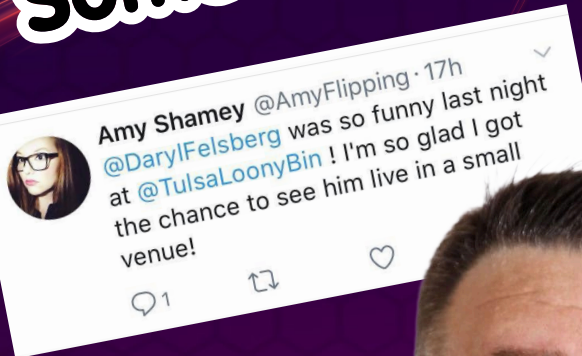 Amy Shamey @AmyFlipping · 17h
@DarylFelsberg was so funny last night
at @TulsaLoonyBin ! I'm so glad I got
the chance to see him live in a small
venue!
1